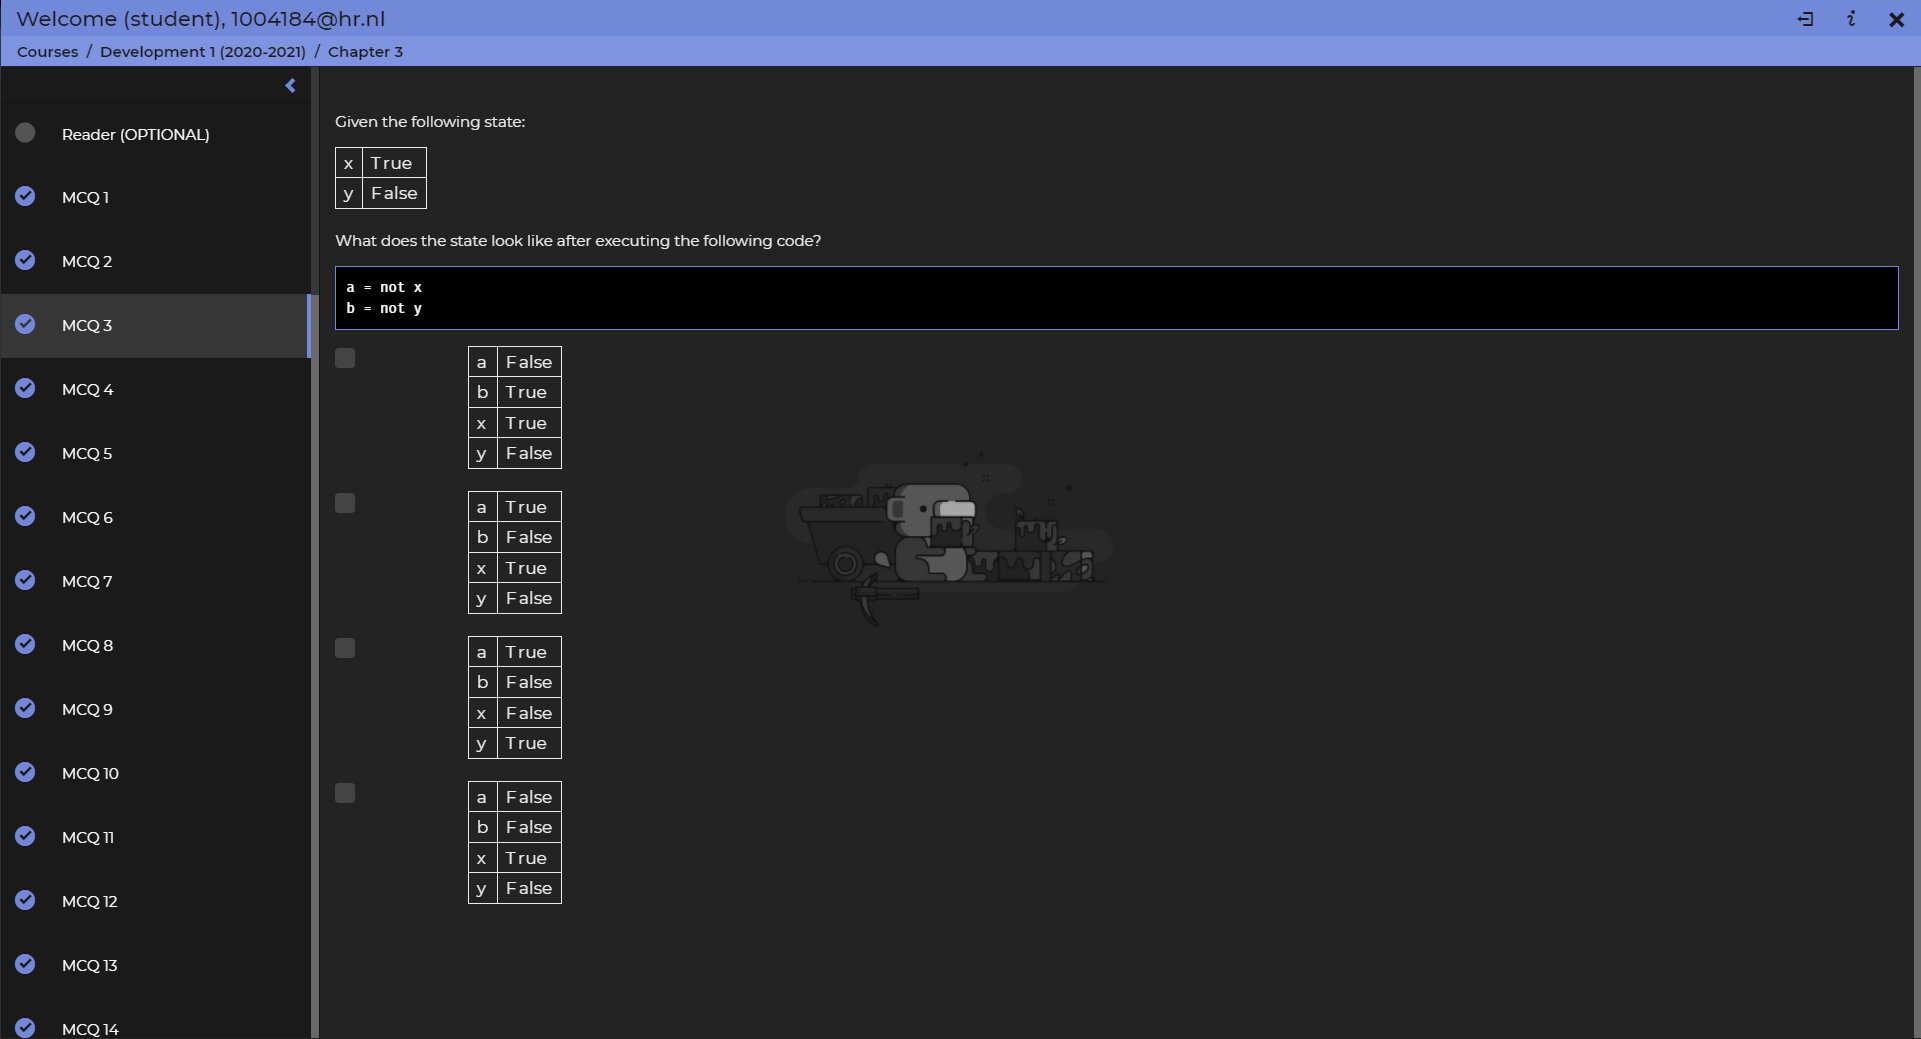 Welcome (student), 1004184@hr.nl
Courses / Development 1 (2020-2021) / Chapter 3
Reader (OPTIONAL)
MCQ 1
MCQ 2
MCQ 3
MCQ 4
MCQ 5
MCQ 6
MCQ 7
MCQ 8
MCQ 9
MCQ 10
MCQ 11
MCQ 12
MCQ 13
MCQ 14
Given the following state:
x True
y False
What does the state look like after executing the following code?
a = not x
b = not y
a False
b True
x True
y False
a True
b False
x True
y False
a True
b False
x False
y True
a False
b False
x True
y False